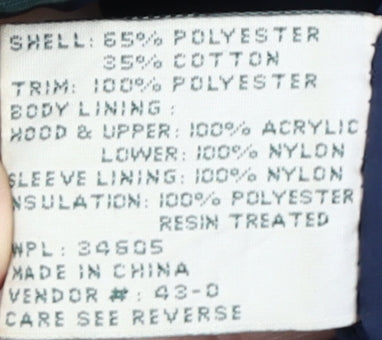 SHELL: 65% POLYESTER
35% COTTON
TRIM: 100% POLYESTER
BODY LINING:
HOOD & UPPER: 100% ACRYLIC
LOWER: 100% NYLON
SLEEVE LINING: 100% NYLON
INSULATION: 100% POLYESTER
RESIN TREATED
WPL: 34605
MADE IN CHINA
VENDOR #: 43-0
CARE SEE REVERSE